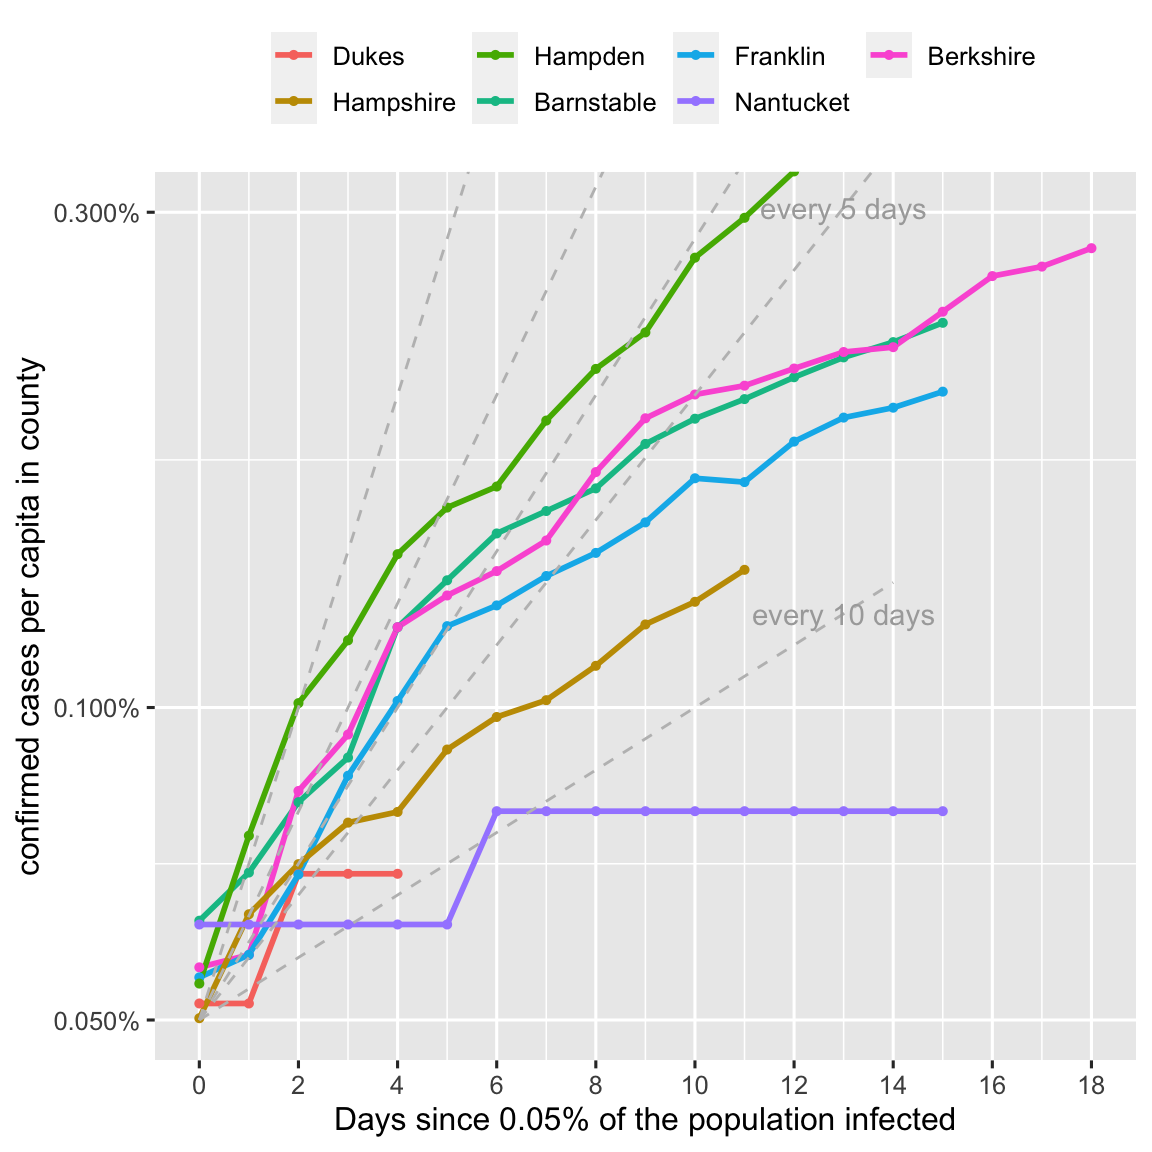 Dukes Hampden Franklin Berkshire
Hampshire Barnstable Nantucket
confirmed cases per capita in county
0.300%
every 5 days
every 10 days
0.100%
0.050%
0 2 4 6 8 10 12 14 16 18
Days since 0.05% of the population infected